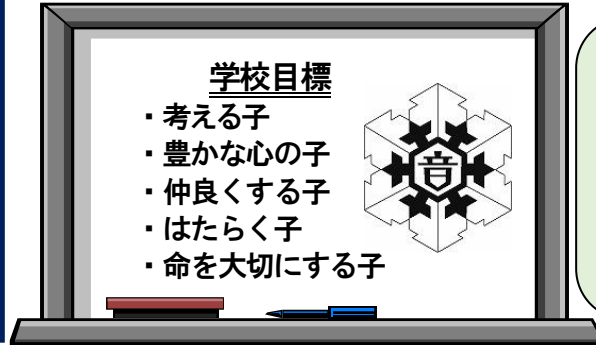 学校目標
・考える子
・豊かな心の子
・仲良くする子
・はたらく子
・命を大切にする子
音